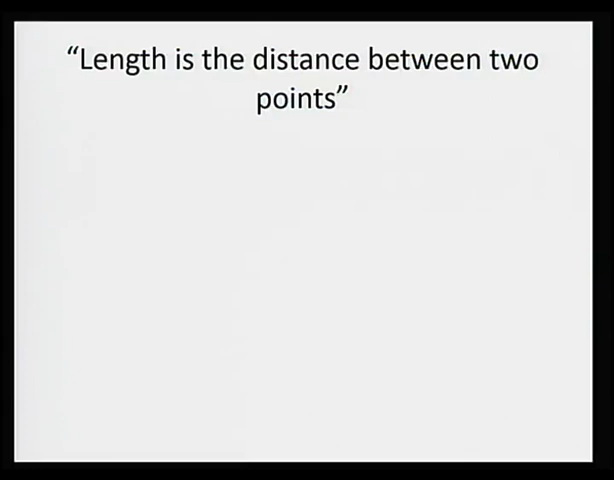 “Length is the distance between two
points”